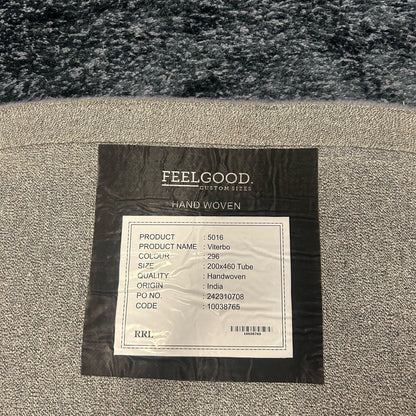 FEELGOOD.
CUSTOM SIZES
HAND WOVEN
PRODUCT : 5016
PRODUCT NAME : Viterbo
COLOUR : 296
SIZE : 200x460 Tube
QUALITY : Handwoven
ORIGIN : India
PO NO. : 242310708
CODE : 10038765
RRL
10038765